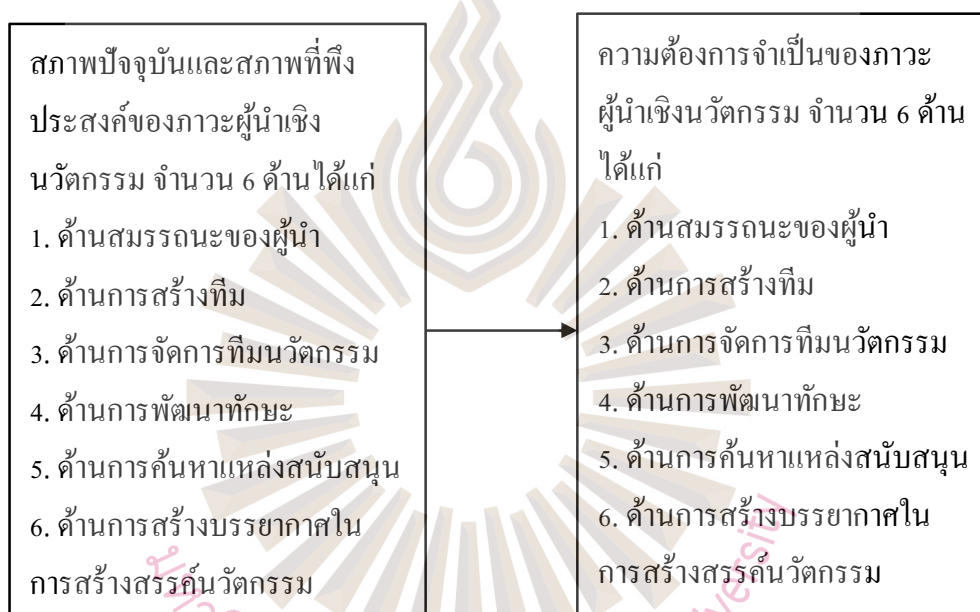 สภาพปัจจุบันและสภาพที่พึง
ประสงค์ของภาวะผู้นำเชิง
นวัตกรรม จำนวน 6 ด้าน ได้แก่
1. ด้านสมรรถนะของผู้นำ
2. ด้านการสร้างทีม
3. ด้านการจัดการทีมนวัตกรรม
4. ด้านการพัฒนาทักษะ
5. ด้านการค้นหาแหล่งสนับสนุน
6. ด้านการสร้างบรรยากาศใน
การสร้างสรรค์นวัตกรรม
ความต้องการจำเป็นของภาวะ
ผู้นำเชิงนวัตกรรม จำนวน 6 ด้าน
ได้แก่
1. ด้านสมรรถนะของผู้นำ
2. ด้านการสร้างทีม
3. ด้านการจัดการทีมนวัตกรรม
4. ด้านการพัฒนาทักษะ
5. ด้านการค้นหาแหล่งสนับสนุน
6. ด้านการสร้างบรรยากาศใน
การสร้างสรรค์นวัตกรรม